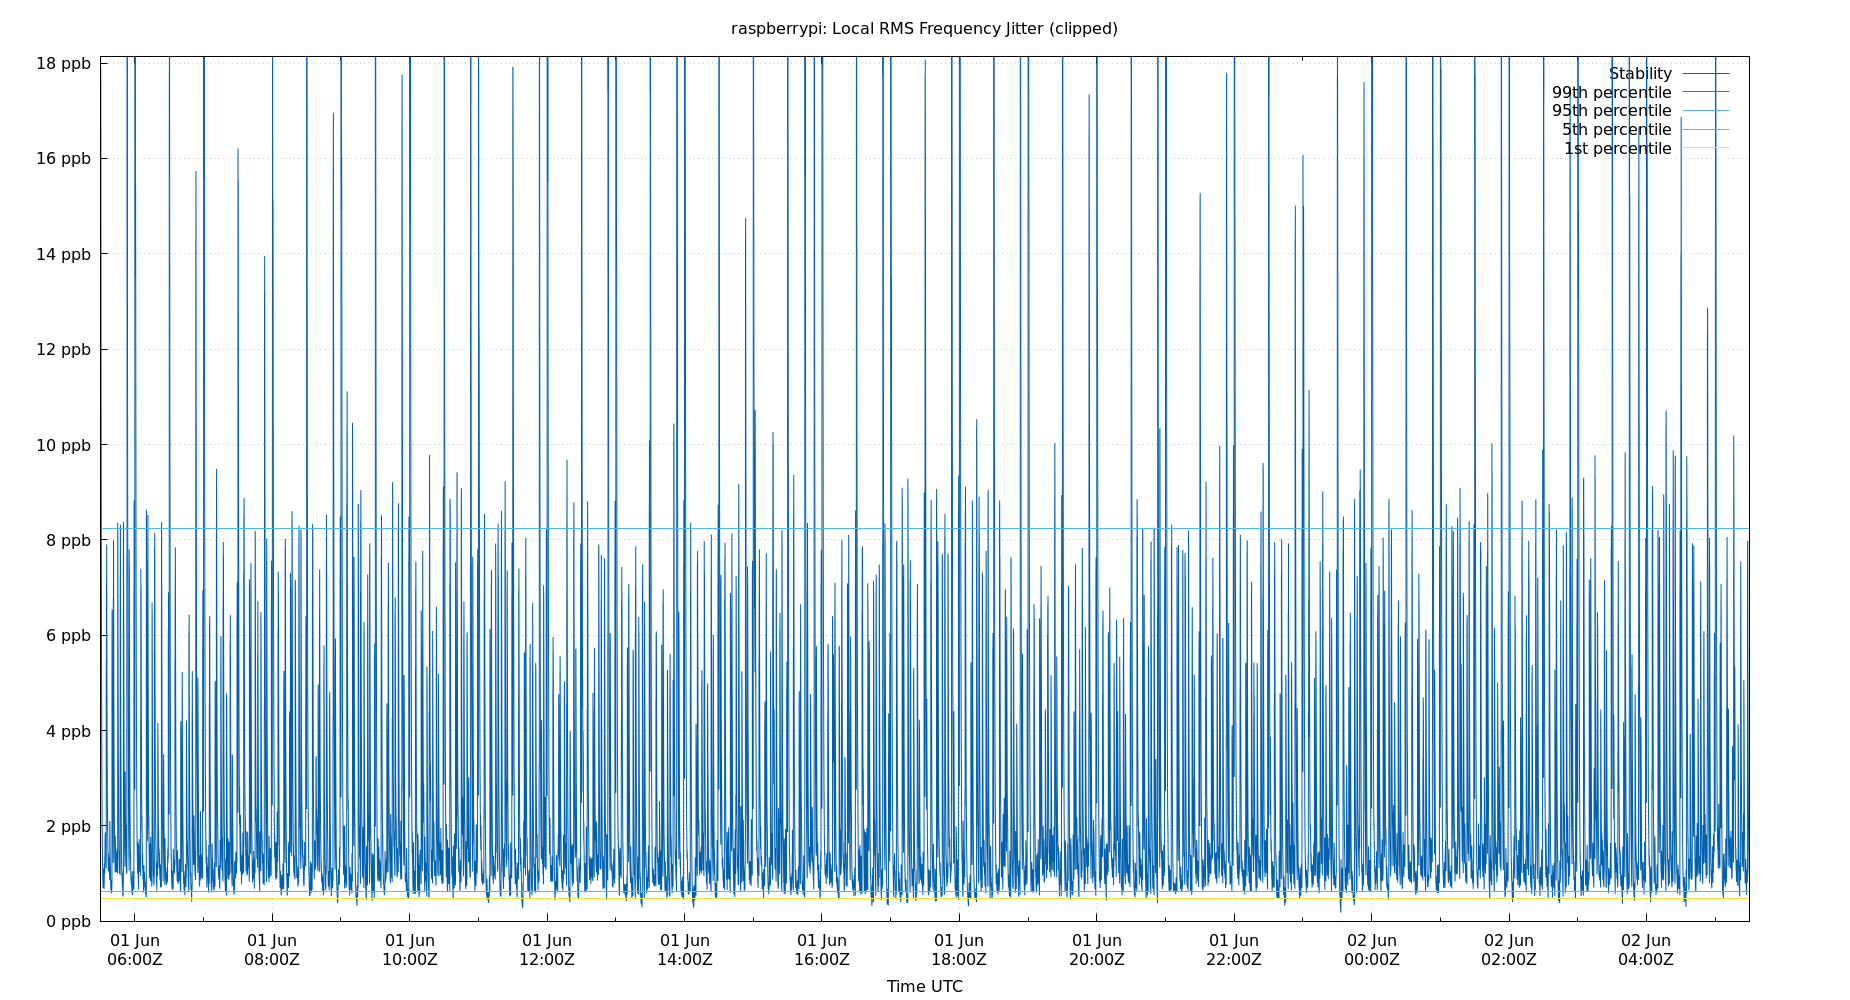 raspberrypi: Local RMS Frequency Jitter (clipped)
18 ppb
16 ppb
14 ppb
12 ppb
10 ppb
8 ppb
6 ppb
4 ppb
2 ppb
0 ppb
Stability
99th percentile
95th percentile
5th percentile
1st percentile
01 Jun 01 Jun 01 Jun 01 Jun 01 Jun 01 Jun 01 Jun 01 Jun 01 Jun 02 Jun 02 Jun 02 Jun
06:00Z 08:00Z 10:00Z 12:00Z 14:00Z 16:00Z 18:00Z 20:00Z 22:00Z 00:00Z 02:00Z 04:00Z
Time UTC